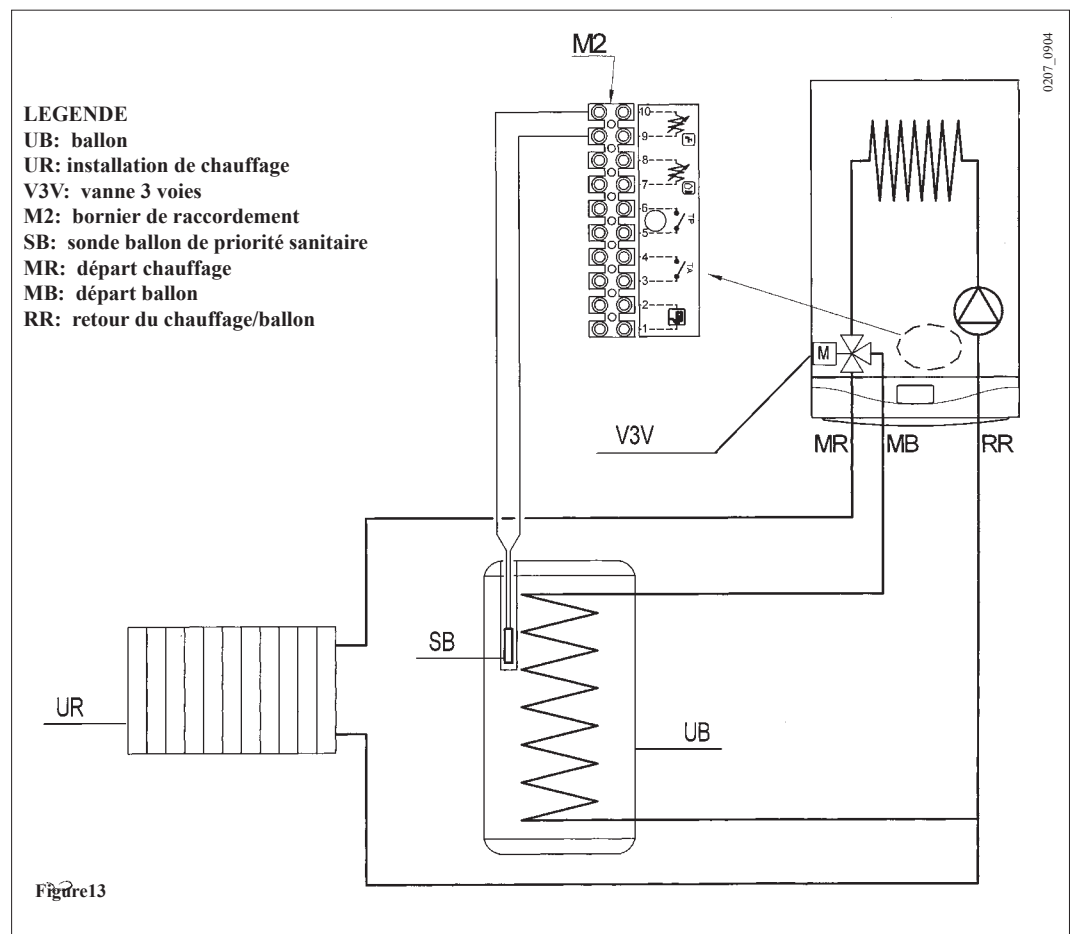 M2
0207_0904
LEGENDE
UB: ballon
UR: installation de chauffage
V3V: vanne 3 voies
M2: bornier de raccordement
SB: sonde ballon de priorité sanitaire
MR: départ chauffage
MB: départ ballon
RR: retour du chauffage/ballon
10
9
8
7
6
TP
5
4
TA
3
2
1
M
V3V
MR
MB
RR
SB
UR
UB
Figure13